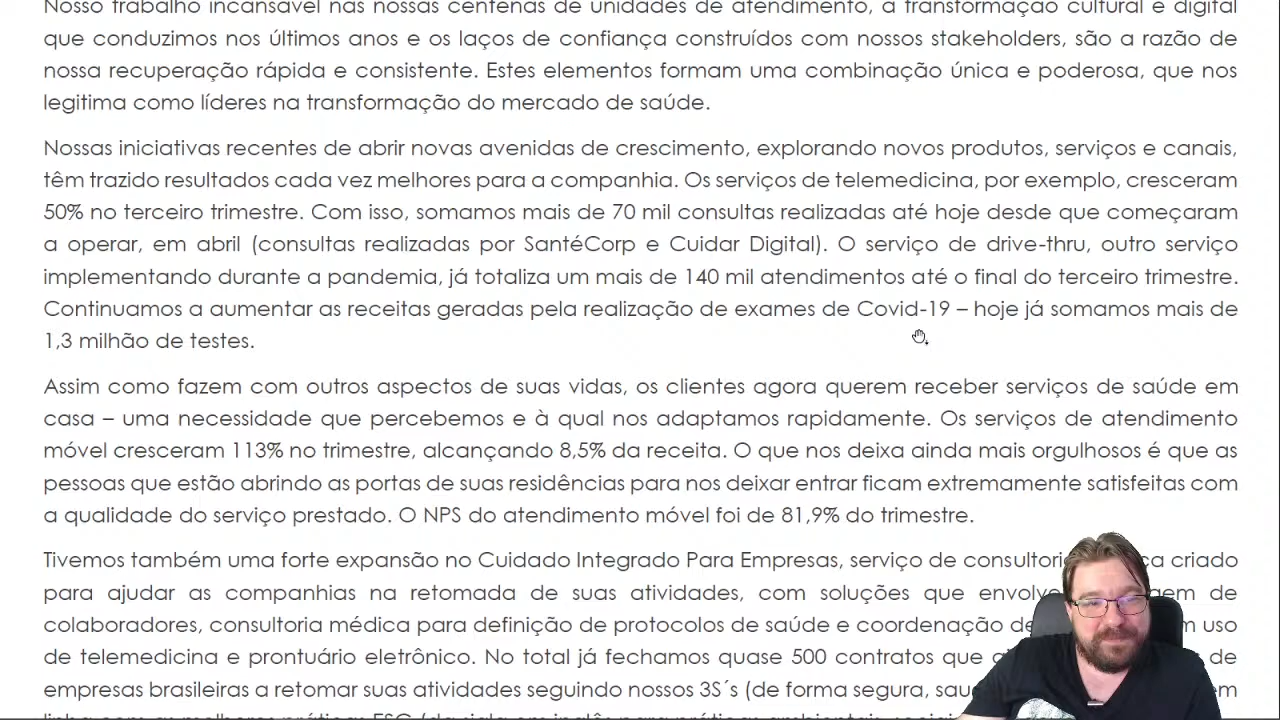 Nosso trabalho incansável nas nossas centenas de unidades de atendimento, a transformação cultural e digital
que conduzimos nos últimos anos e os laços de confiança construídos com nossos stakeholders, são a razão de
nossa recuperação rápida e consistente. Estes elementos formam uma combinação única e poderosa, que nos
legitima como líderes na transformação do mercado de saúde.
Nossas iniciativas recentes de abrir novas avenidas de crescimento, explorando novos produtos, serviços e canais,
têm trazido resultados cada vez melhores para a companhia. Os serviços de telemedicina, por exemplo, cresceram
50% no terceiro trimestre. Com isso, somamos mais de 70 mil consultas realizadas até hoje desde que começaram
a operar, em abril (consultas realizadas por SantéCorp e Cuidar Digital). O serviço de drive-thru, outro serviço
implementando durante a pandemia, já totaliza um mais de 140 mil atendimentos até o final do terceiro trimestre.
Continuamos a aumentar as receitas geradas pela realização de exames de Covid-19 – hoje já somamos mais de
1,3 milhão de testes.
Assim como fazem com outros aspectos de suas vidas, os clientes agora querem receber serviços de saúde em
casa – uma necessidade que percebemos e à qual nos adaptamos rapidamente. Os serviços de atendimento
móvel cresceram 113% no trimestre, alcançando 8,5% da receita. O que nos deixa ainda mais orgulhosos é que as
pessoas que estão abrindo as portas de suas residências para nos deixar entrar ficam extremamente satisfeitas com
a qualidade do serviço prestado. O NPS do atendimento móvel foi de 81,9% do trimestre.
Tivemos também uma forte expansão no Cuidado Integrado Para Empresas, serviço de criado
para ajudar as companhias na retomada de suas atividades, com soluções que de
colaboradores, consultoria médica para definição de protocolos de saúde e coordenação uso
de telemedicina e prontuário eletrônico. No total já fechamos quase 500 contratos que de
empresas brasileiras a retomar suas atividades seguindo nossos 3S´s (de forma segura,